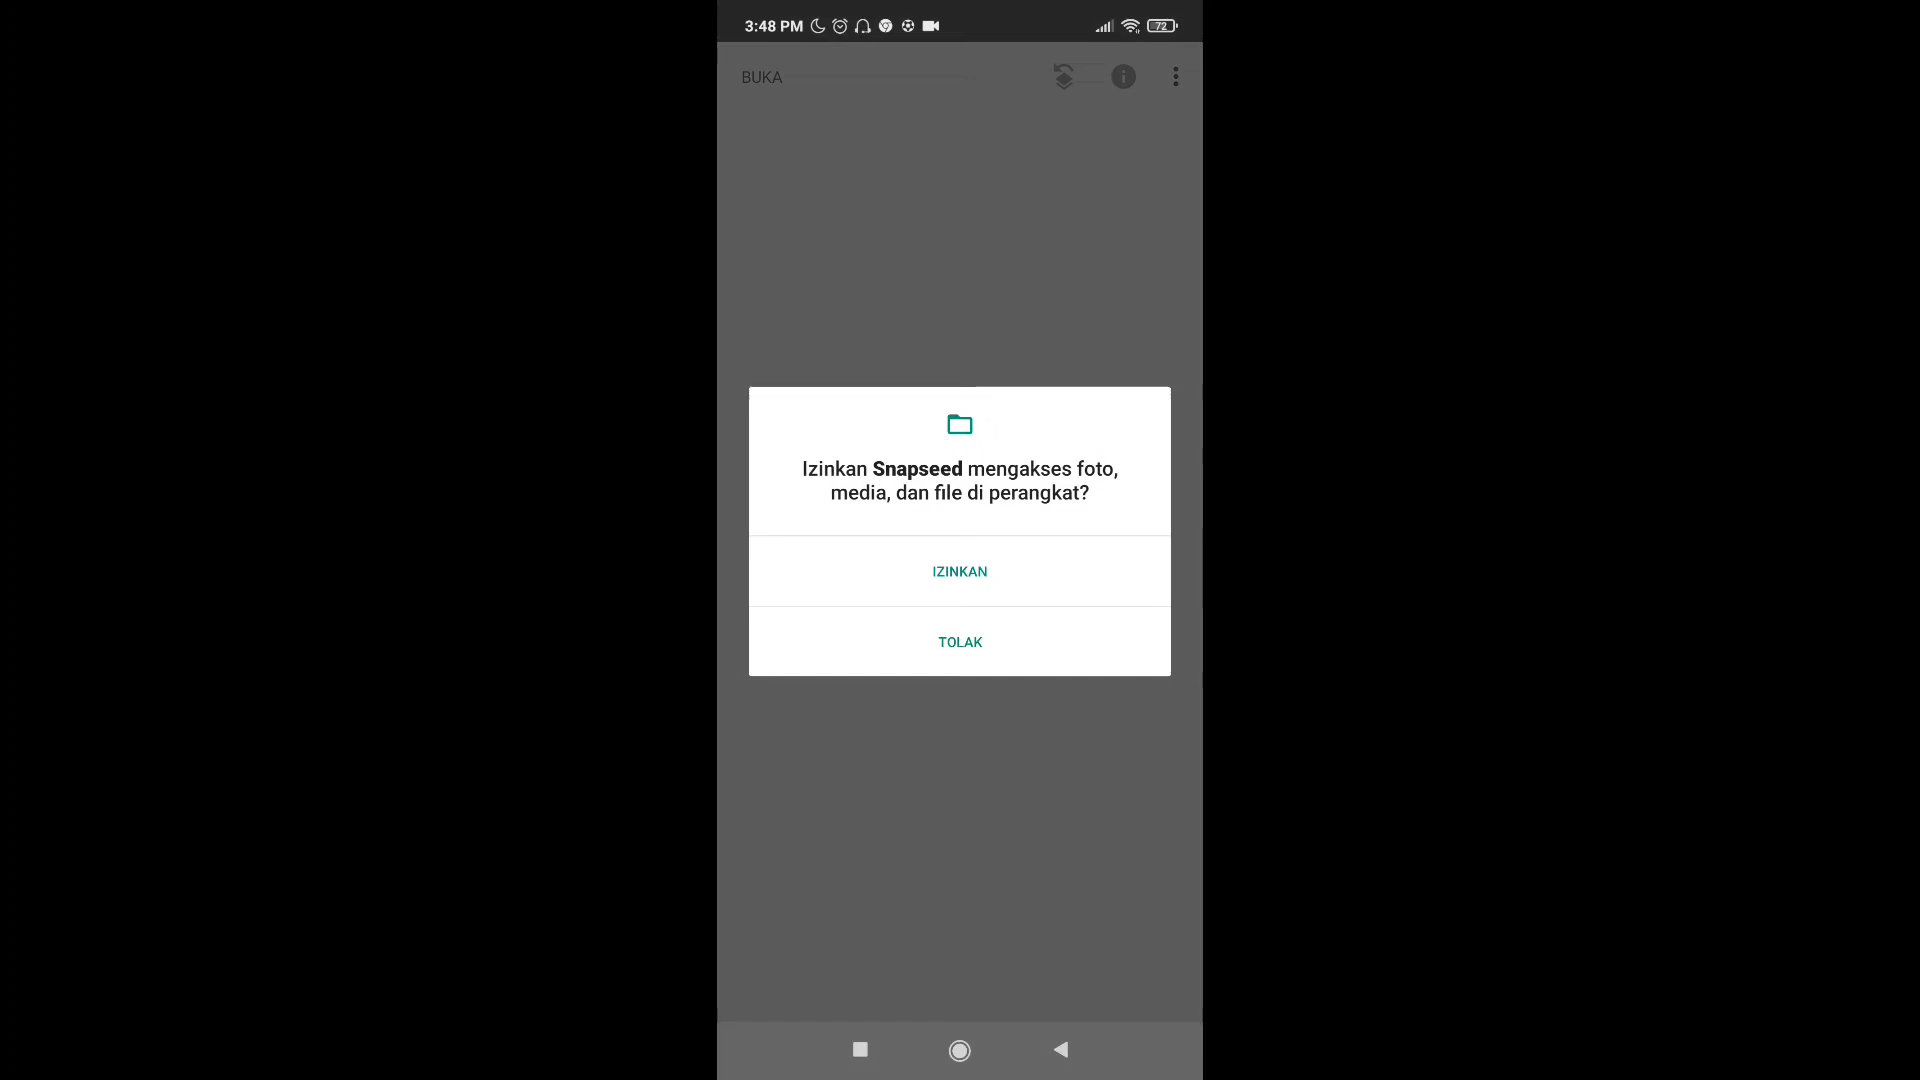 3:48 PM
72
BUKA
Izinkan Snapseed mengakses foto,
media, dan file di perangkat?
IZINKAN
TOLAK